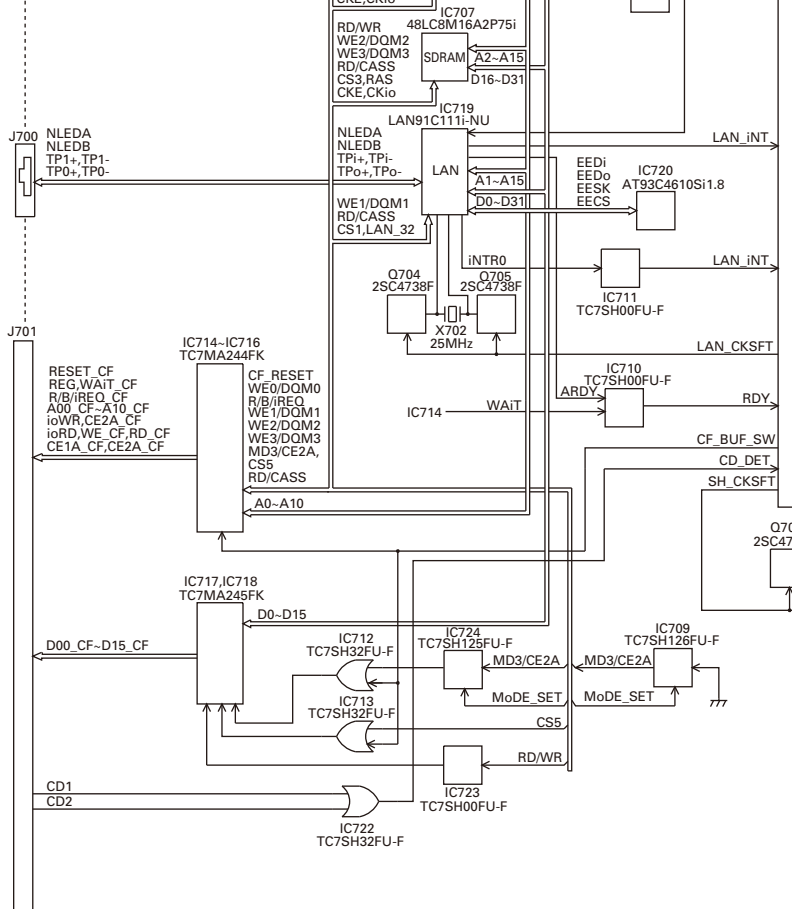 CKE,CKio
IC707
48LC8M16A2P75i
RD/WR
WE2/DQM2
WE3/DQM3
RD/CASS
CS3,RAS
CKE,CKio
SDRAM
A2~A15
D16~D31
IC719
LAN91C111i-NU
J700
NLEDA
NLEDB
TP1+,TP1-
TP0+,TP0-
NLEDA
NLEDB
TPi+,TPi-
TPo+,TPo-
LAN
LAN_iNT
A1~A15
D0~D31
EEDi
EEDo
EESK
EECS
IC720
AT93C4610Si1.8
WE1/DQM1
RD/CASS
CS1,LAN_32
iNTR0
LAN_iNT
Q704
2SC4738F
Q705
2SC4738F
IC711
TC7SH00FU-F
X702
25MHz
J701
LAN_CKSFT
IC714~IC716
TC7MA244FK
IC710
TC7SH00FU-F
RESET_CF
REG,WAiT_CF
R/B/iREQ_CF
A00_CF~A10_CF
ioWR,CE2A_CF
ioRD,WE_CF,RD_CF
CE1A_CF,CE2A_CF
CF_RESET
WE0/DQM0
R/B/iREQ
WE1/DQM1
WE2/DQM2
WE3/DQM3
MD3/CE2A,
CS5
RD/CASS
ARDY
IC714
WAiT
RDY
CF_BUF_SW
CD_DET
SH_CKSFT
A0~A10
IC717,IC718
TC7MA245FK
D0~D15
D00_CF~D15_CF
IC712
TC7SH32FU-F
IC724
TC7SH125FU-F
IC709
TC7SH126FU-F
MD3/CE2A
MD3/CE2A
MoDE_SET
MoDE_SET
IC713
TC7SH32FU-F
CS5
RD/WR
IC723
TC7SH00FU-F
CD1
CD2
IC722
TC7SH32FU-F